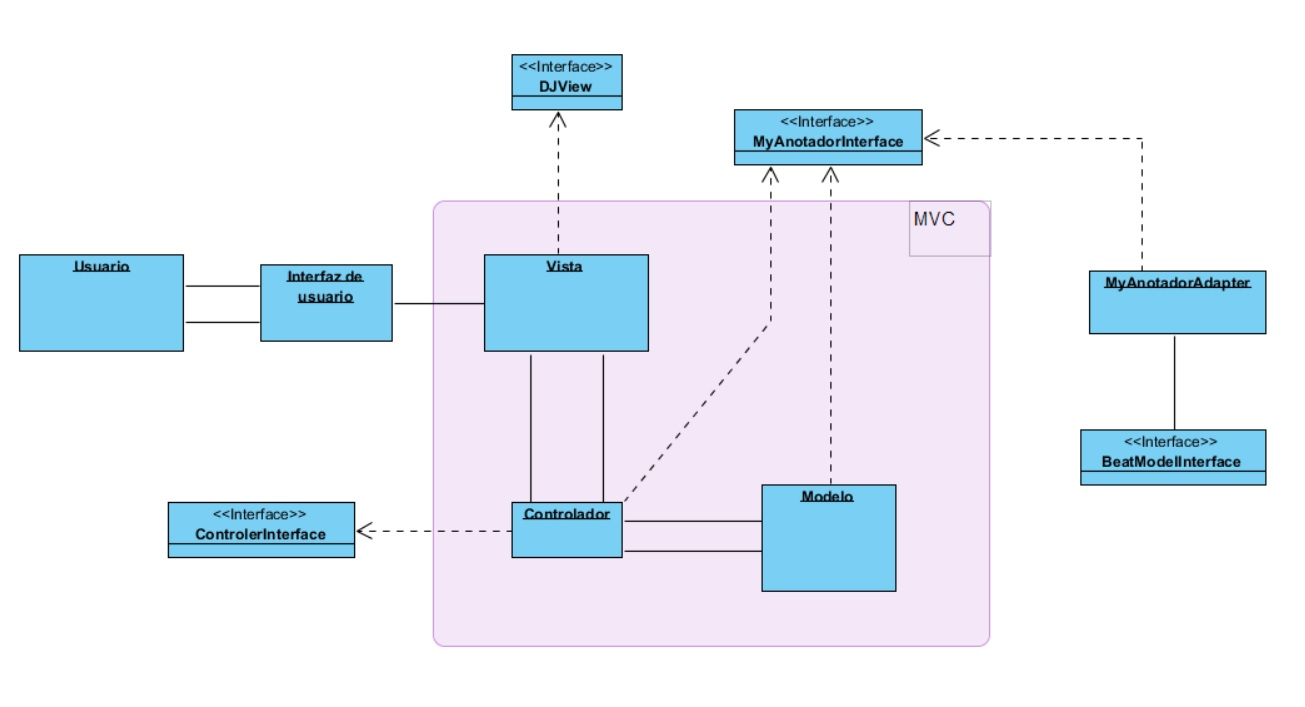 <<Interface>>
DJView
<<Interface>>
MyAnotadorInterface
MVC
Usuario
Interfaz de
usuario
Vista
MyAnotadorAdapter
<<Interface>>
BeatModelInterface
<<Interface>>
ControlerInterface
Controlador
Modelo